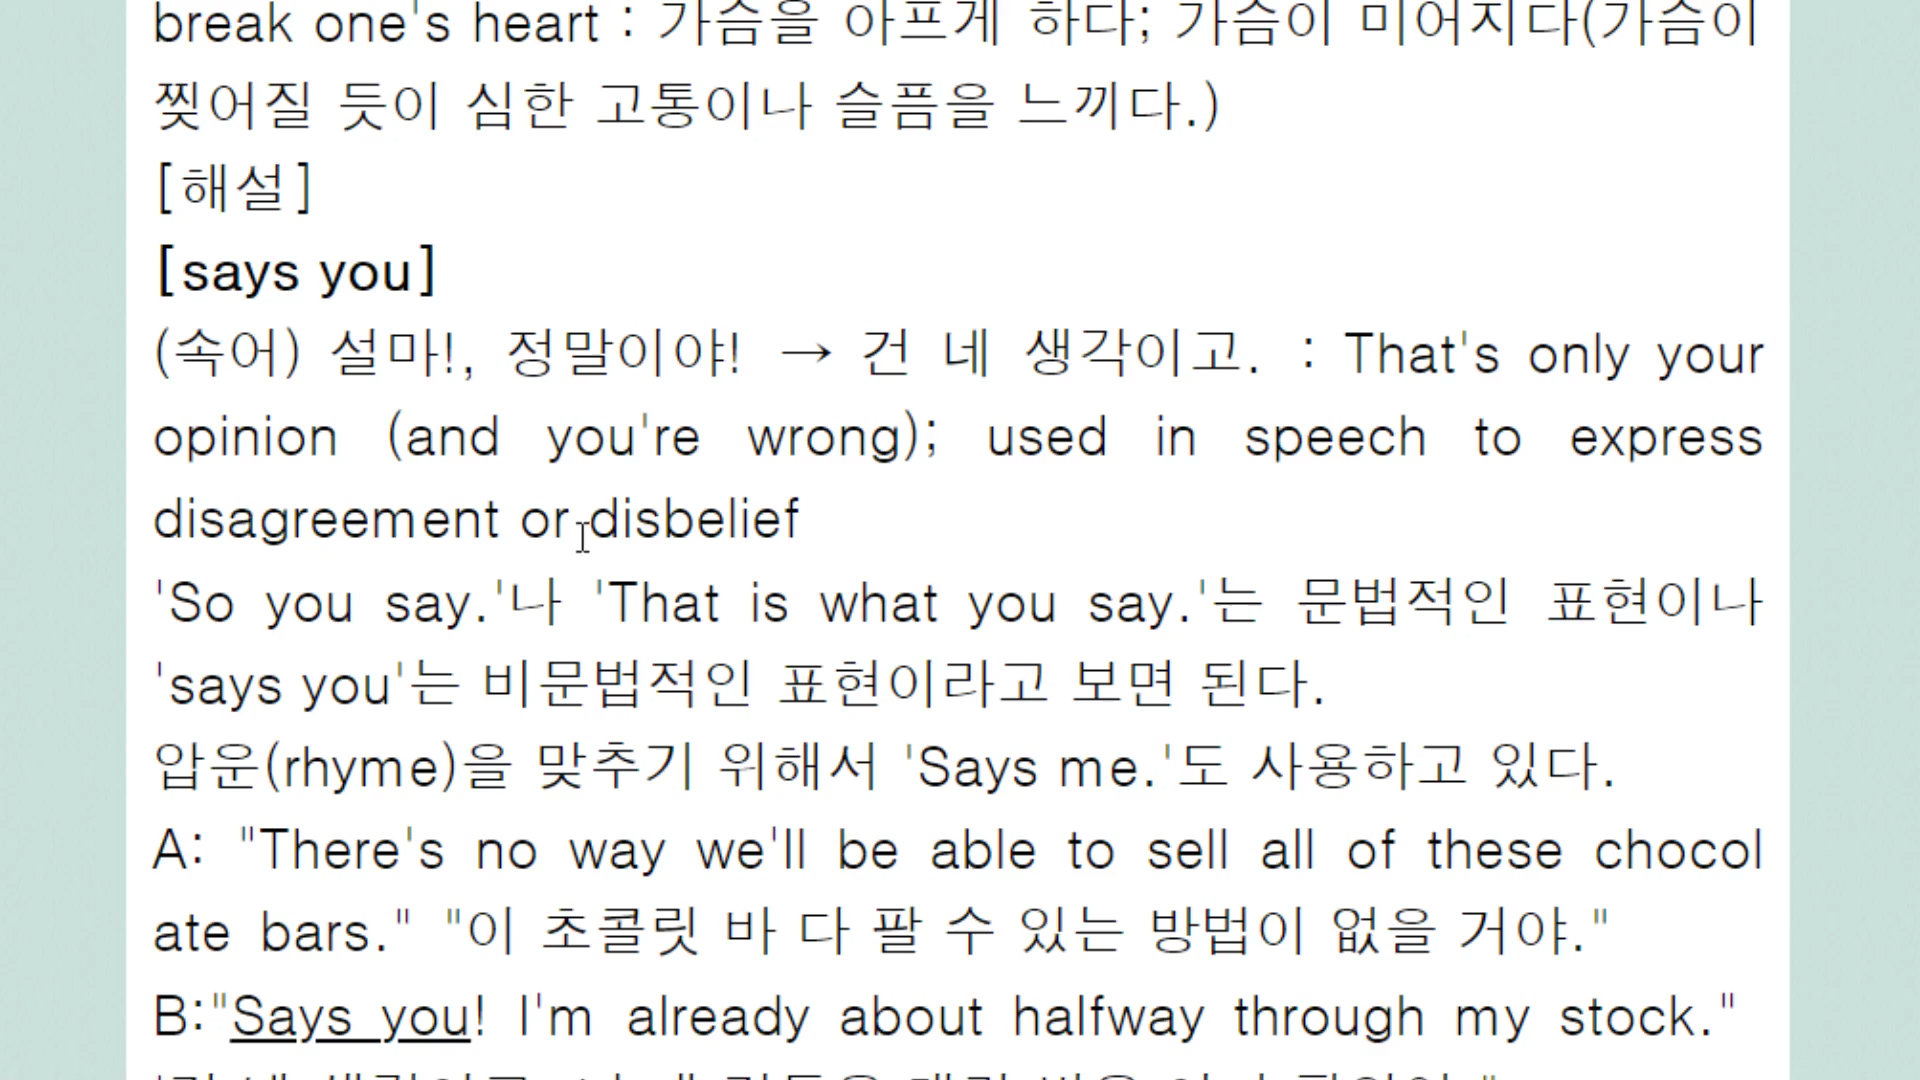 break one's heart : 가슴을 아프게 하다; 가슴이 미어지다(가슴이
찢어질 듯이 심한 고통이나 슬픔을 느끼다.)
[해설]
[says you]
(속어) 설마!, 정말이야! → 건 네 생각이고. : That's only your
opinion (and you're wrong); used in speech to express
disagreement or disbelief
'So you say.'나 'That is what you say.'는 문법적인 표현이나
'says you'는 비문법적인 표현이라고 보면 된다.
압운(rhyme)을 맞추기 위해서 'Says me.'도 사용하고 있다.
A: "There's no way we'll be able to sell all of these chocol
ate bars." "이 초콜릿 바 다 팔 수 있는 방법이 없을 거야."
B:"Says you! I'm already about halfway through my stock."